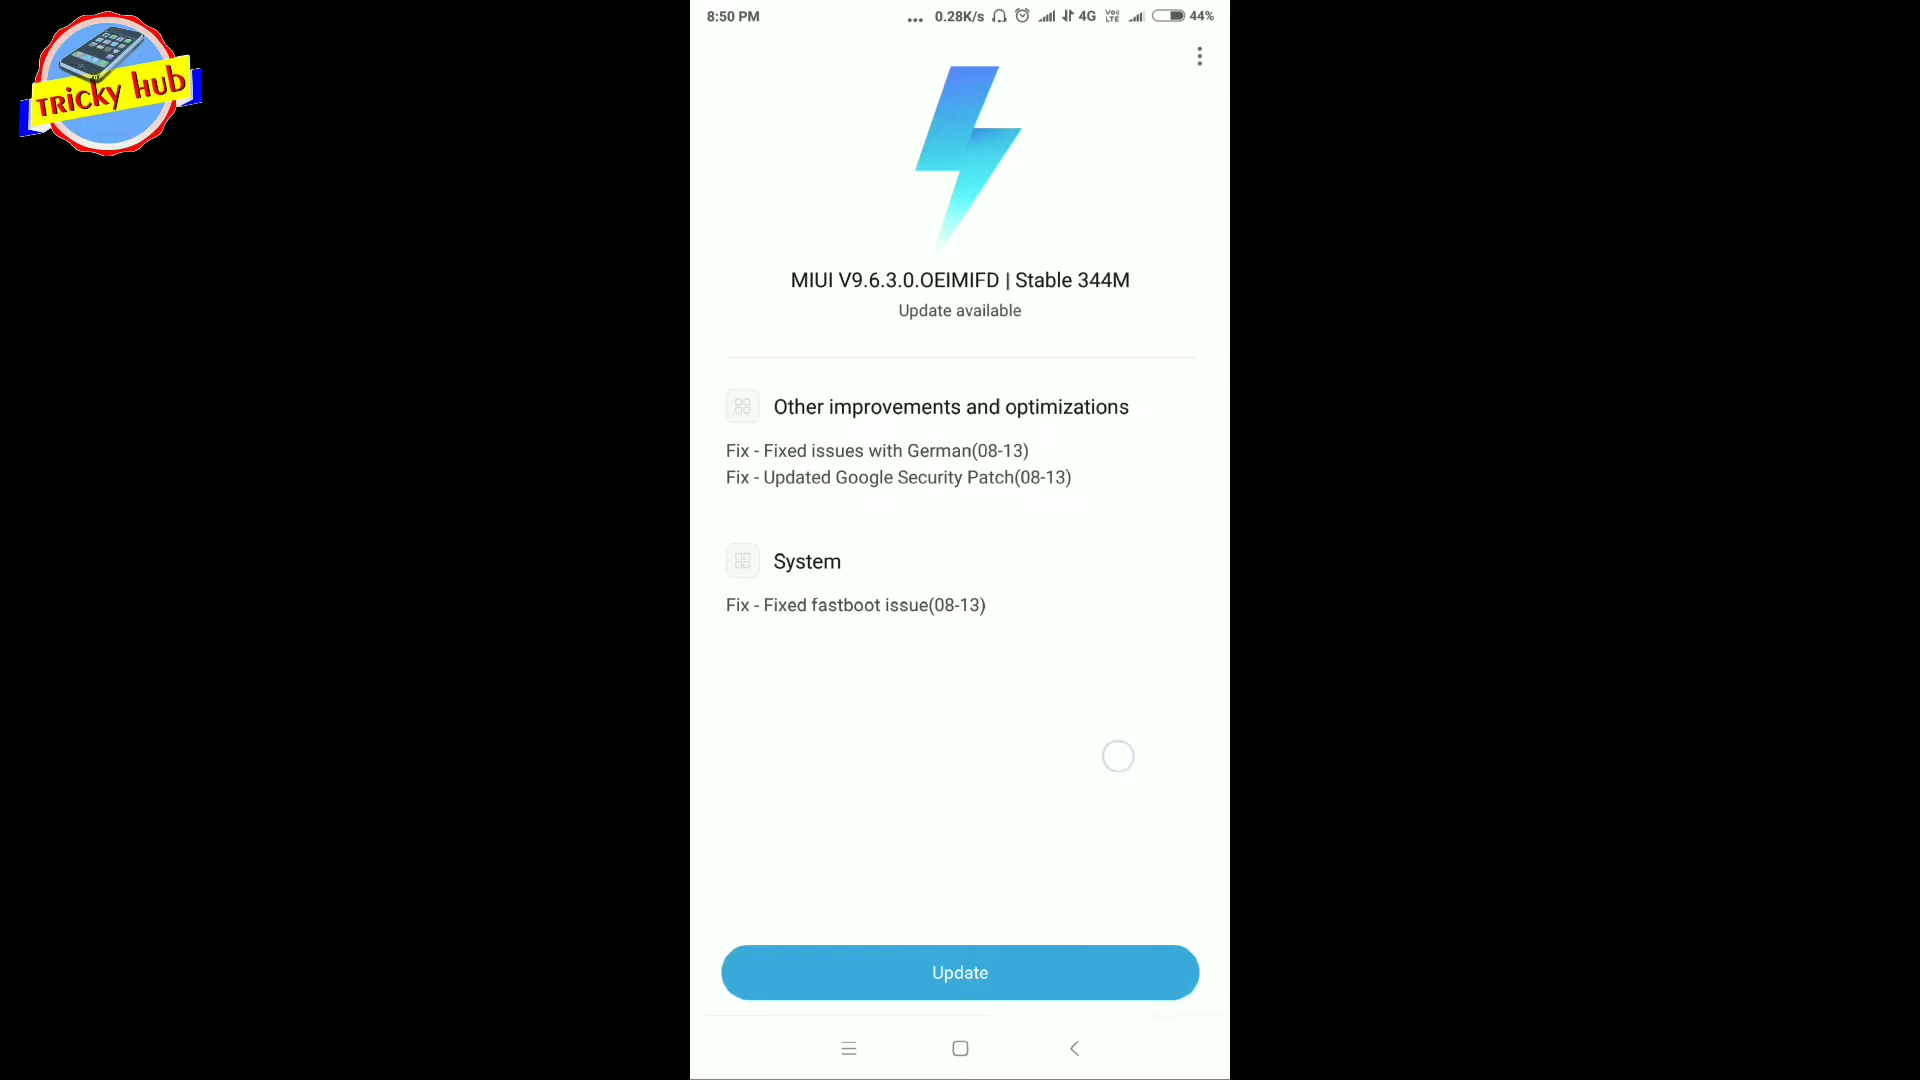 TRicky hub
8:50 PM
... 0.28K/s 4G Vo) LTE 44%
MIUI V9.6.3.0.OEIMIFD | Stable 344M
Update available
Other improvements and optimizations
Fix - Fixed issues with German(08-13)
Fix - Updated Google Security Patch(08-13)
System
Fix - Fixed fastboot issue(08-13)
Update